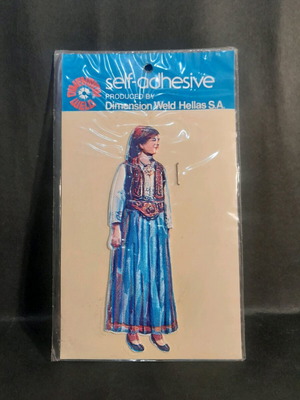 self-adhesive
PRODUCED BY
Dimension Weld Hellas S.A.